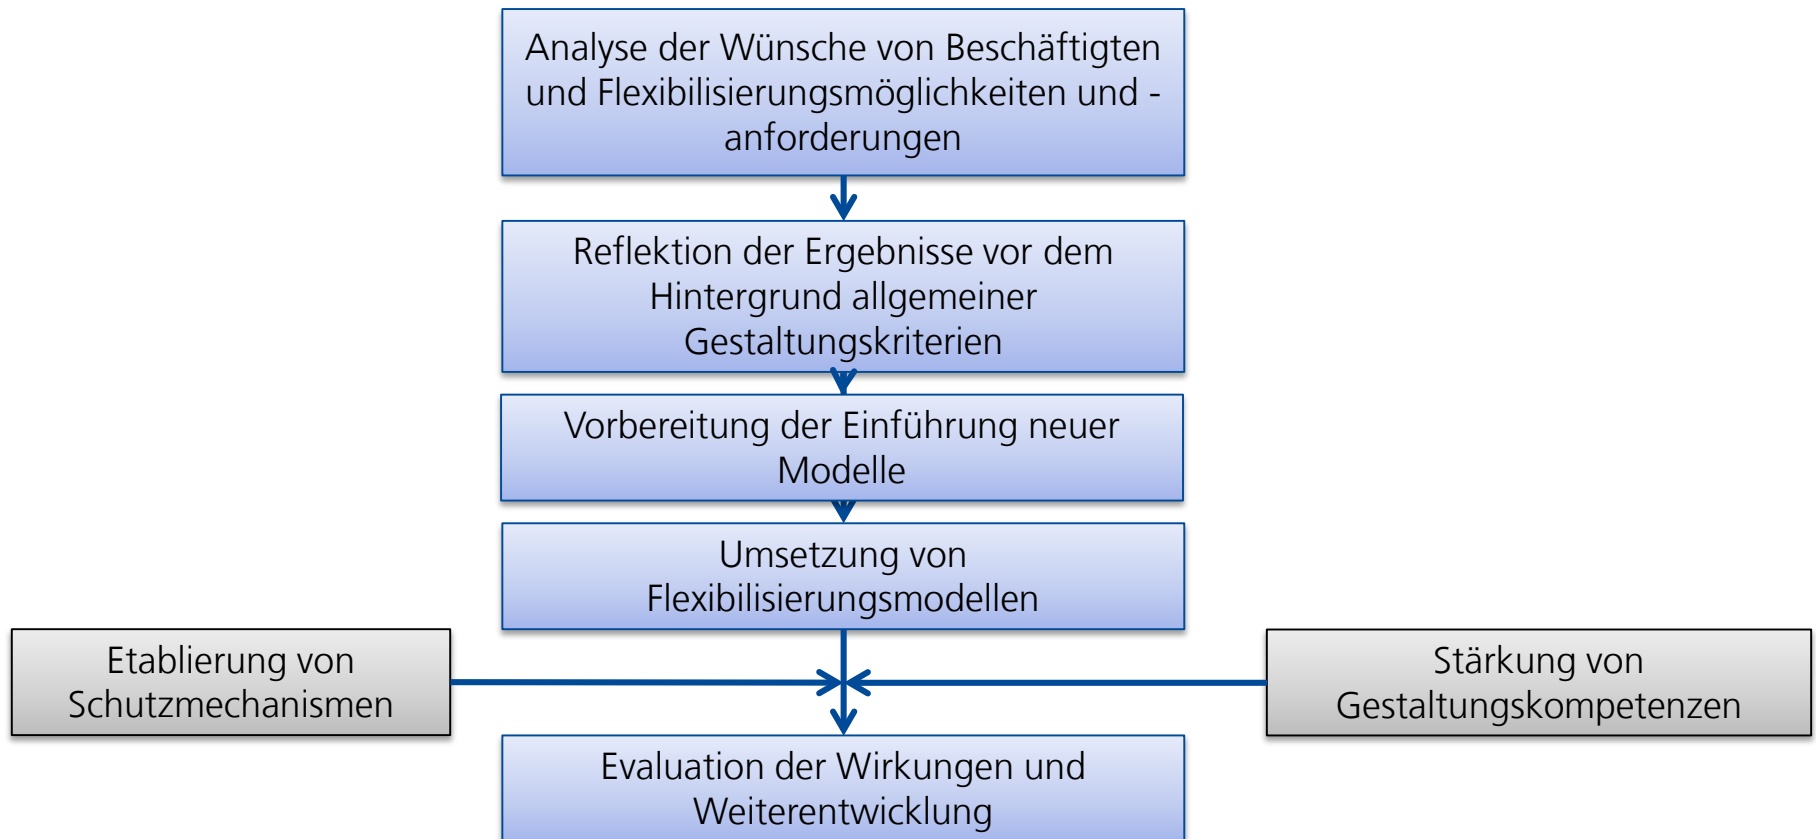 Analyse der Wünsche von Beschäftigten
und Flexibilisierungsmöglichkeiten und -
anforderungen
Reflektion der Ergebnisse vor dem
Hintergrund allgemeiner
Gestaltungskriterien
Vorbereitung der Einführung neuer
Modelle
Umsetzung von
Flexibilisierungsmodellen
Etablierung von
Schutzmechanismen
Stärkung von
Gestaltungskompetenzen
Evaluation der Wirkungen und
Weiterentwicklung